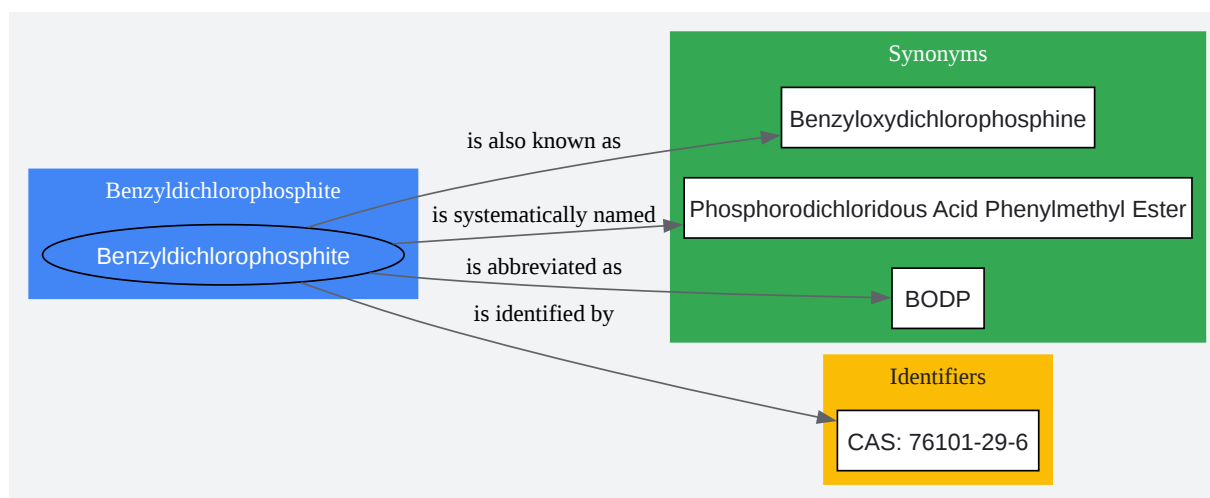 Synonyms
Benzyloxydichlorophosphine
is also known as
Benzyldichlorophosphite
is systematically named
Phosphorodichloridous Acid Phenylmethyl Ester
Benzyldichlorophosphite
is abbreviated as
BODP
is identified by
Identifiers
CAS: 76101-29-6